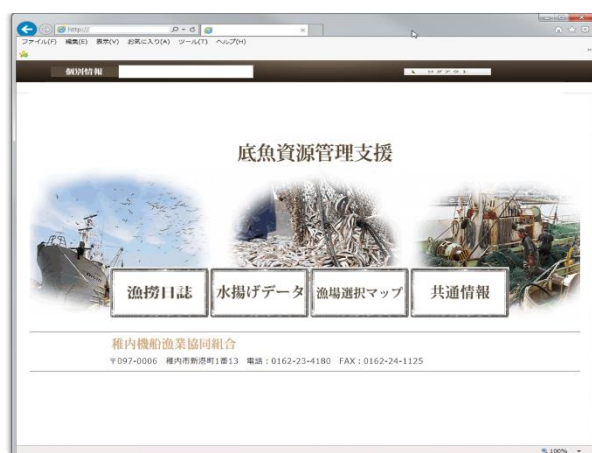 http://
ファイル(F) 編集(E) 表示(V) お気に入り(A) ツール(T) ヘルプ(H)
個別情報
底魚資源管理支援
漁撈日誌 水揚げデータ 漁場選択マップ 共通情報
稚内機船漁業協同組合
〒097-0006 稚内市新港町1番13 電話：0162-23-4180 FAX：0162-24-1125
100%